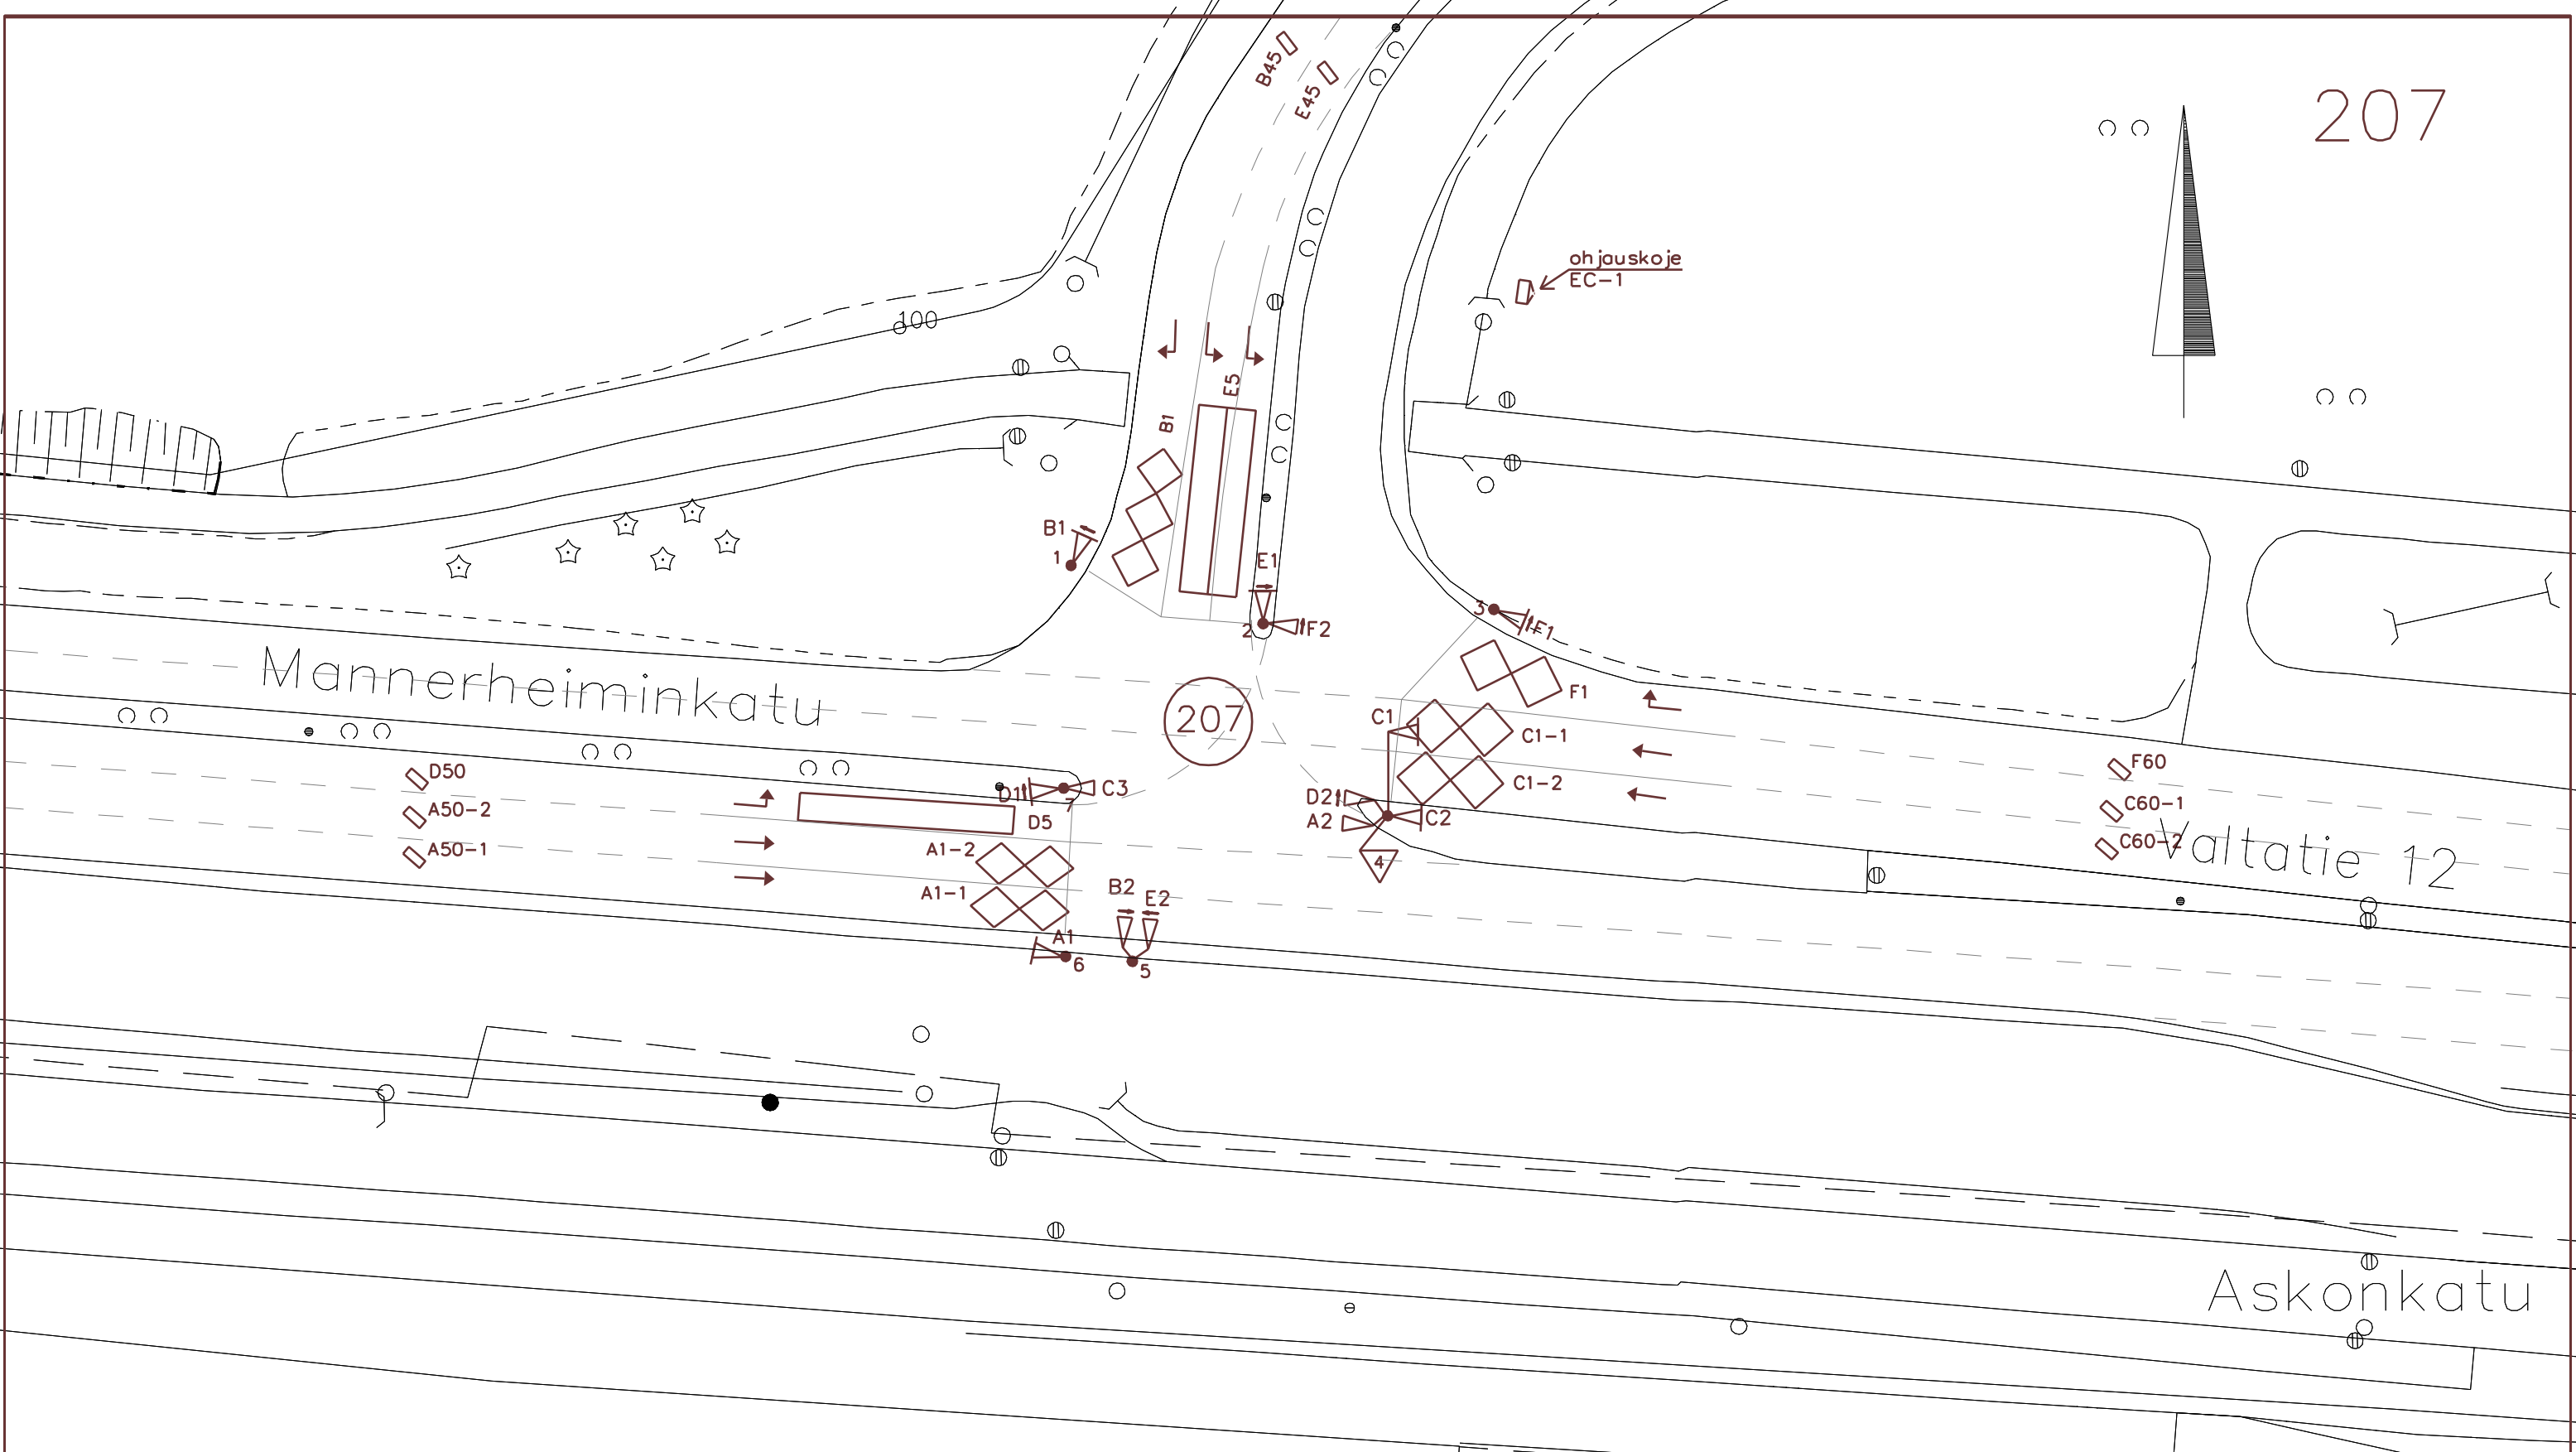 B45
E45
207
ohjauskoje
EC-1
100
E5
B1
B1
1
E1
2
F2
3
F1
Mannerheiminkatu
207
F1
C1
C1-1
C1-2
D50
A50-2
A50-1
D1
C3
7
D5
A1-2
A1-1
D2
A2
C2
4
F60
C60-1
C60-2
Valtatie 12
B2
E2
A1
6
5
Askonkatu